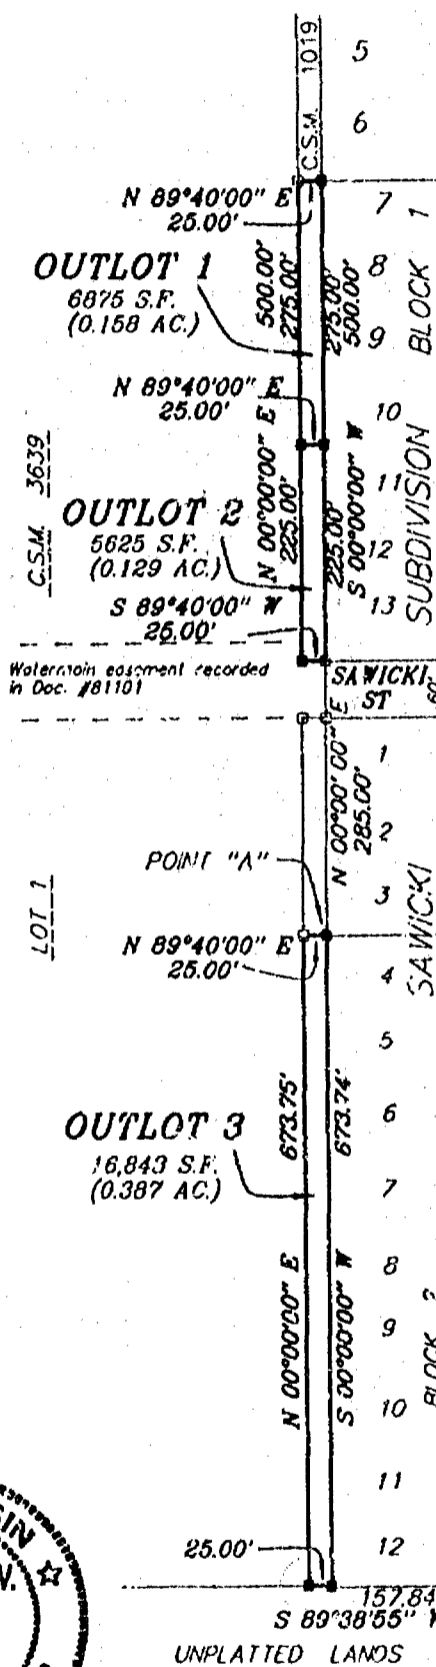 C.S.M. 1019
5
6
N 89°40'00" E
25.00'
7
OUTLOT 1
6875 S.F.
(0.158 AC.)
500.00'
275.00'
275.00'
500.00'
8
9
BLOCK 1
N 89°40'00" E
25.00'
10
C.S.M. 3639
OUTLOT 2
5625 S.F.
(0.129 AC.)
N 00°00'00" E
225.00'
225.00'
S 00°00'00" W
11
12
13
SUBDIVISION
S 89°40'00" W
25.00'
Watermain easement recorded
in Doc. #81101
SAWICKI
ST
60'
N 00°00'00" E
285.00'
1
2
3
SAWICKI
POINT "A"
LOT 1
N 89°40'00" E
25.00'
4
5
6
673.75'
673.74'
OUTLOT 3
16,843 S.F.
(0.387 AC.)
7
8
N 00°00'00" E
S 00°00'00" W
9
BLOCK 2
10
11
12
25.00'
157.84
S 89°38'55" W
UNPLATTED LANDS